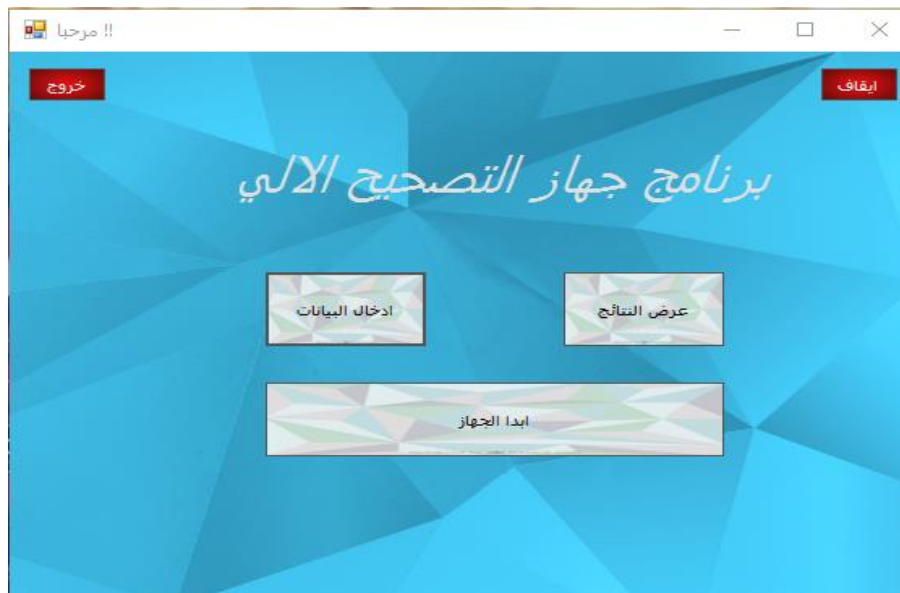 مرحبا !!
ايقاف
خروج
برنامج جهاز التصحيح الالي
عرض النتائج
ادخال البيانات
ابدا الجهاز